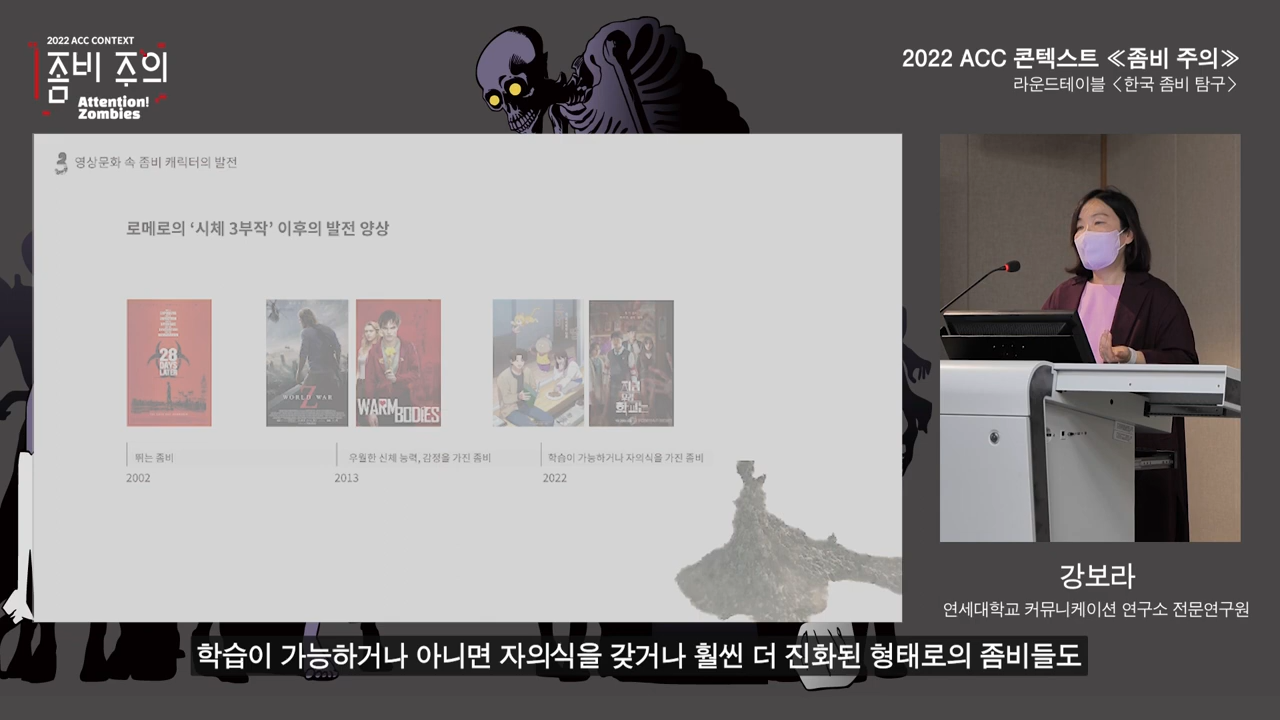 2022 ACC CONTEXT
좀비 주의
Attention!
Zombies
2022 ACC 콘텍스트 ≪좀비 주의≫
라운드테이블 〈한국 좀비 탐구〉
영상문화 속 좀비 캐릭터의 발전
로메로의 ‘시체 3부작’ 이후의 발전 양상
28
DAYS
LATER
WORLD WAR
Z
WARM BODIES
지금
우리
학교는
뛰는 좀비
우월한 신체 능력, 감정을 가진 좀비
학습이 가능하거나 자의식을 가진 좀비
2002
2013
2022
강보라
연세대학교 커뮤니케이션 연구소 전문연구원
학습이 가능하거나 아니면 자의식을 갖거나 훨씬 더 진화된 형태로의 좀비들도